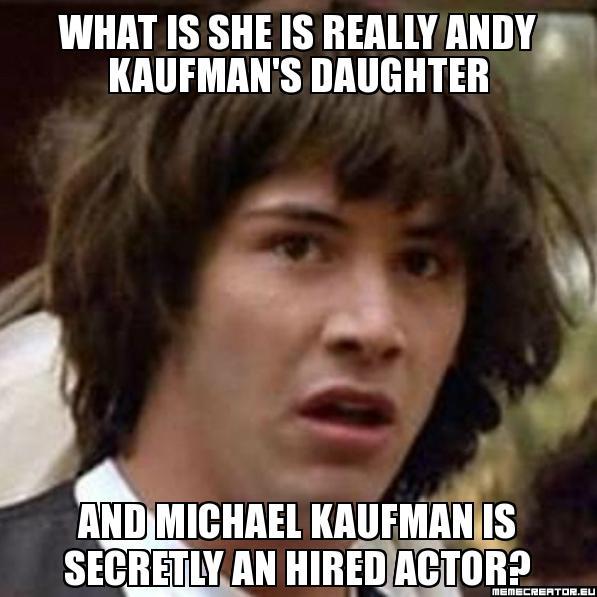 WHAT IS SHE IS REALLY ANDY
KAUFMAN'S DAUGHTER
AND MICHAEL KAUFMAN IS
SECRETLY AN HIRED ACTOR?
MEMECREATOR.EU